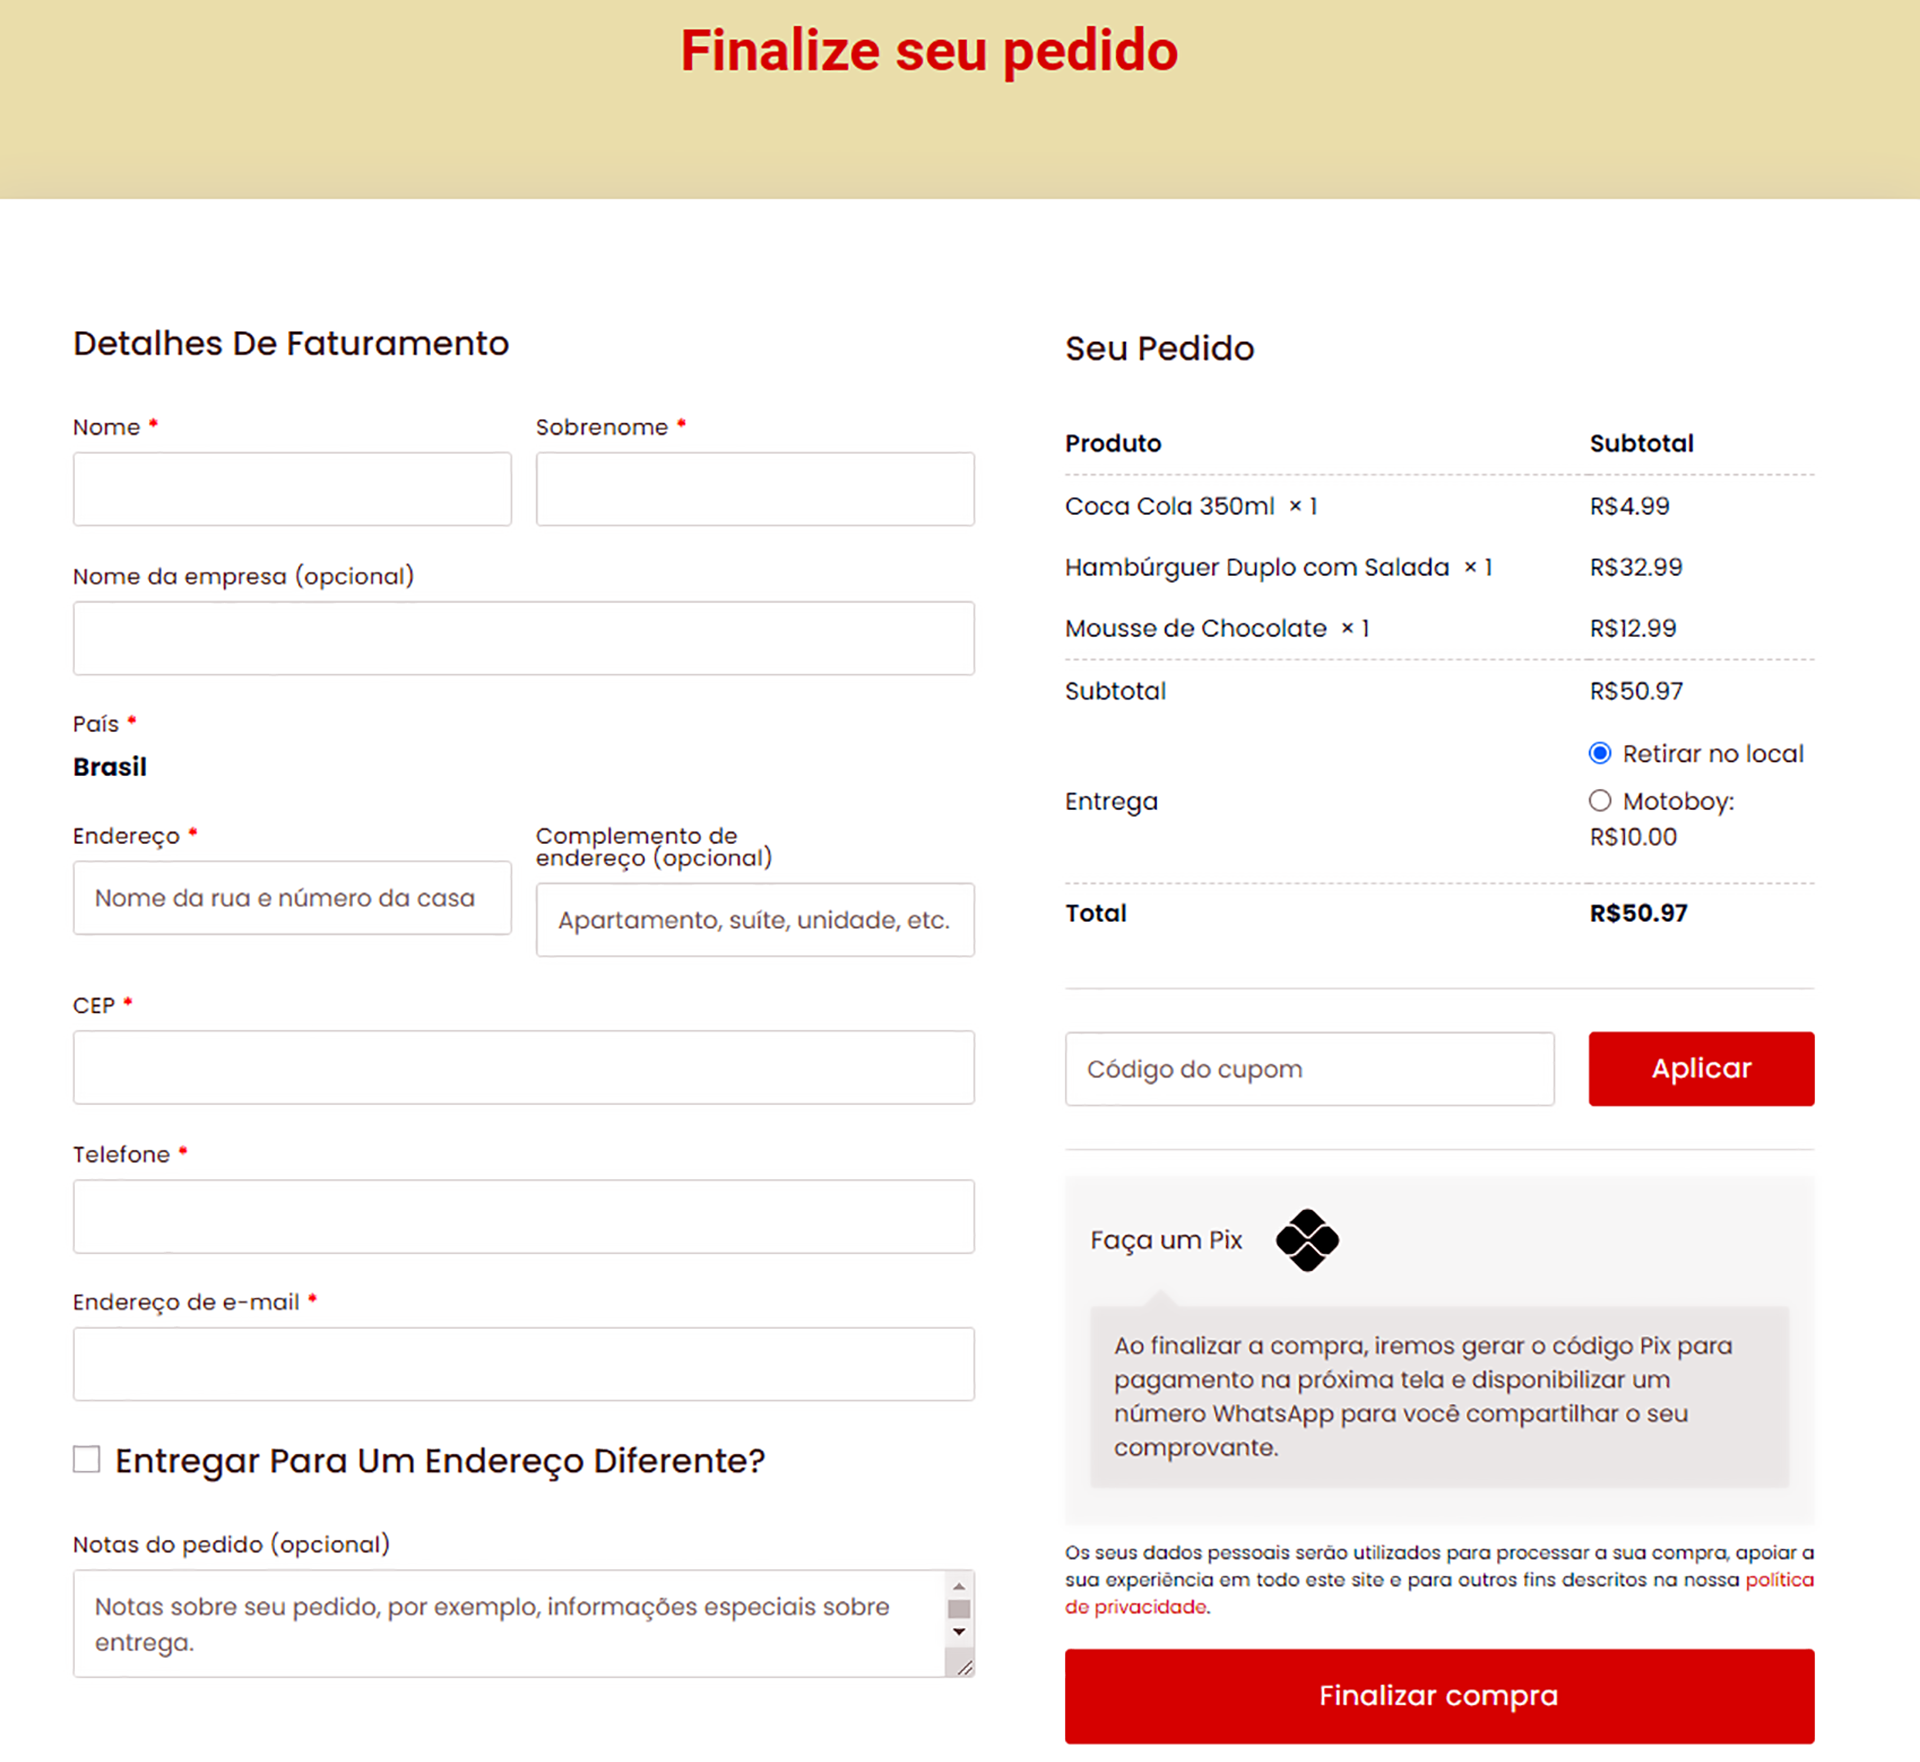 Finalize seu pedido
Detalhes De Faturamento
Nome *
Sobrenome *
Nome da empresa (opcional)
País *
Brasil
Endereço *
Nome da rua e número da casa
Complemento de
endereço (opcional)
Apartamento, suíte, unidade, etc.
CEP *
Telefone *
Endereço de e-mail *
Entregar Para Um Endereço Diferente?
Notas do pedido (opcional)
Notas sobre seu pedido, por exemplo, informações especiais sobre
entrega.
Seu Pedido
Produto Subtotal
Coca Cola 350ml × 1 R$4.99
Hambúrguer Duplo com Salada × 1 R$32.99
Mousse de Chocolate × 1 R$12.99
Subtotal R$50.97
Retirar no local
Entrega Motoboy:
R$10.00
Total R$50.97
Código do cupom Aplicar
Faça um Pix
Ao finalizar a compra, iremos gerar o código Pix para
pagamento na próxima tela e disponibilizar um
número WhatsApp para você compartilhar o seu
comprovante.
Os seus dados pessoais serão utilizados para processar a sua compra, apoiar a
sua experiência em todo este site e para outros fins descritos na nossa política
de privacidade.
Finalizar compra